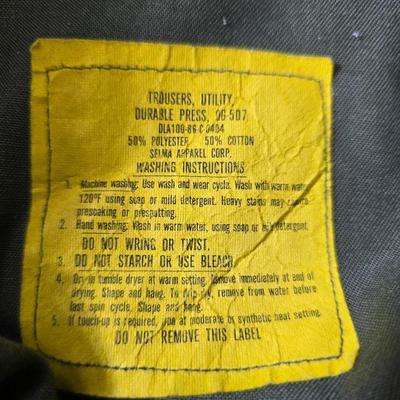 TROUSERS, UTILITY,
DURABLE PRESS, OG-507
DLA100-86-C-0404
50% POLYESTER 50% COTTON
SELMA APPAREL CORP.
WASHING INSTRUCTIONS
1. Machine washing: Use wash and wear cycle. Wash with warm water
120°F using soap or mild detergent. Heavy stains may
presoaking or prespotting.
2. Hand washing: Wash in warm water, using soap or mild detergent.
DO NOT WRING OR TWIST.
3. DO NOT STARCH OR USE BLEACH.
4. Dry in tumble dryer at warm setting. Remove immediately at end of
drying. Shape and hang. To drip-dry, remove from water before
last spin cycle. Shape and hang.
5. If touch-up is required, iron at moderate or synthetic heat setting.
DO NOT REMOVE THIS LABEL